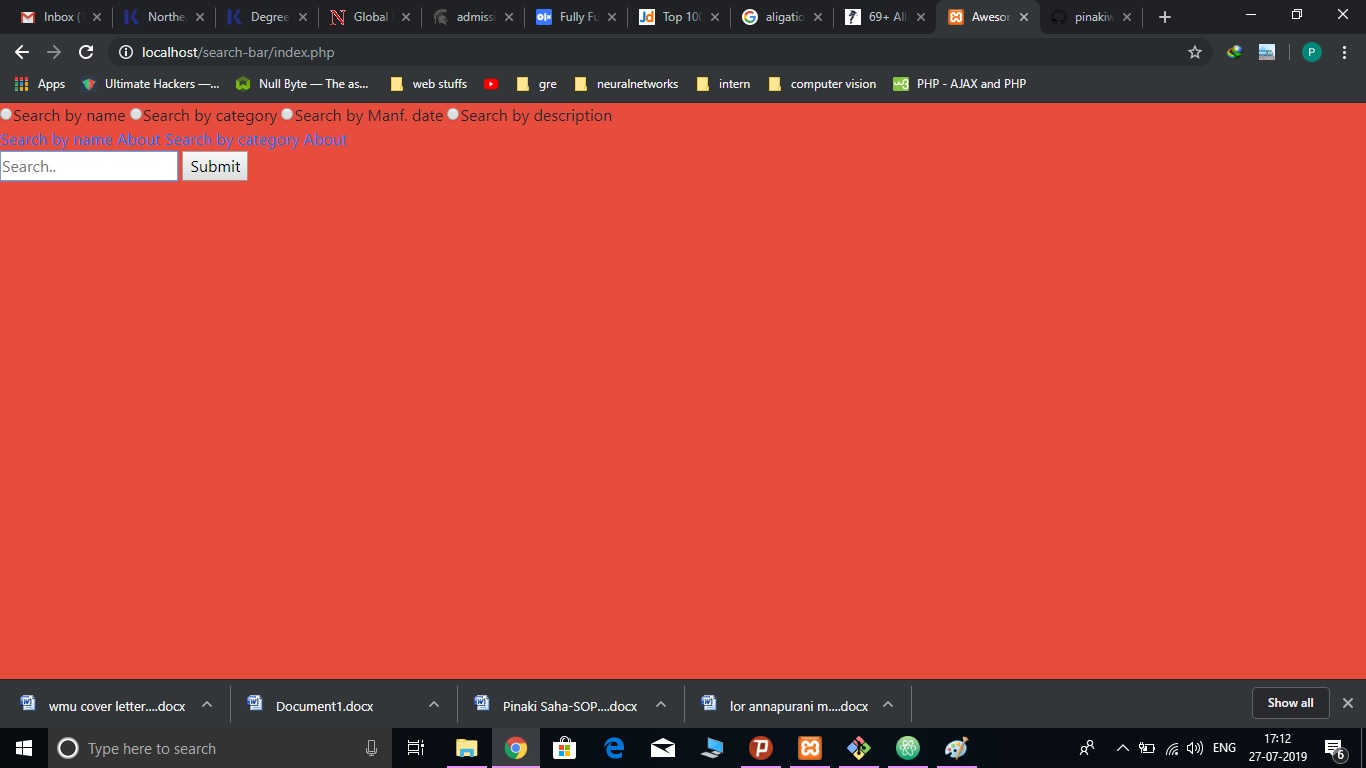 Inbox ( Northe Degree Global admiss Fully Fu Top 100 aligatio 69+ All Awesor pinakiw
localhost/search-bar/index.php P
Apps Ultimate Hackers —... Null Byte — The as... web stuffs gre neuralnetworks intern computer vision PHP - AJAX and PHP
Search by name Search by category Search by Manf. date Search by description
Search by name About Search by category About
Search.. Submit
wmu cover letter....docx Document1.docx Pinaki Saha-SOP....docx lor annapurani m....docx Show all
Type here to search ENG 17:12
27-07-2019 6